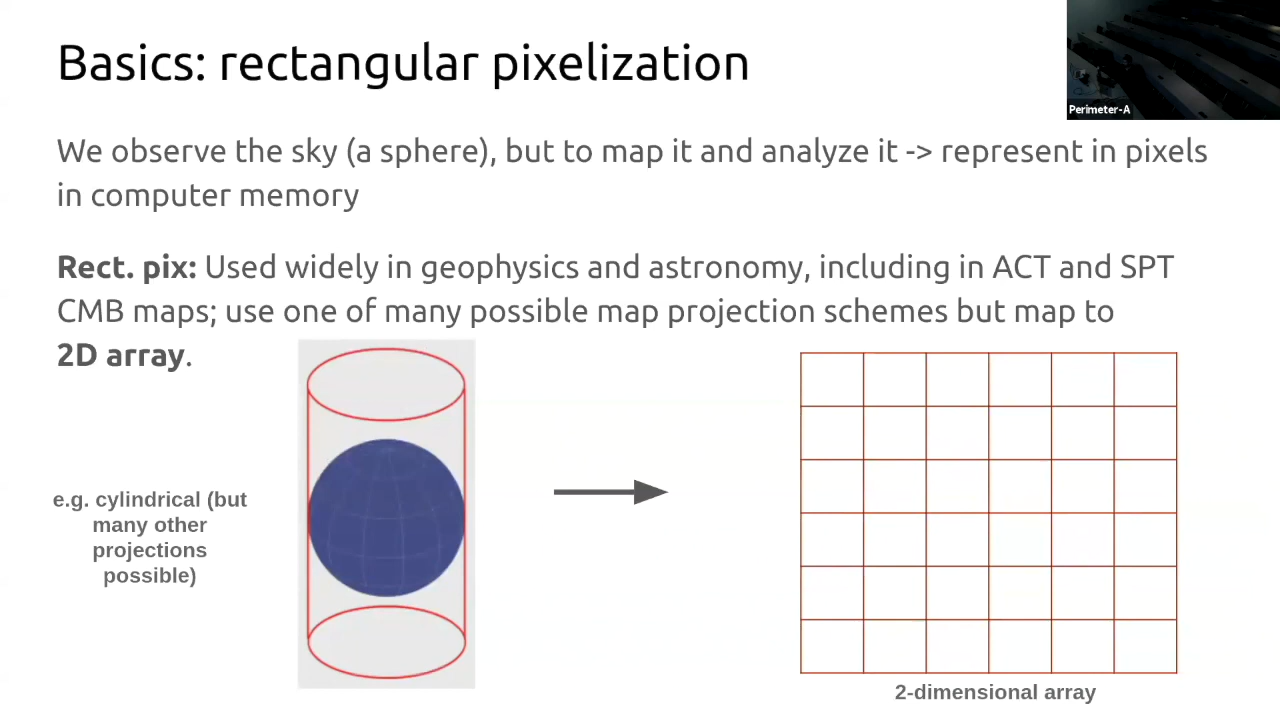 Basics: rectangular pixelization
Perimeter-A
We observe the sky (a sphere), but to map it and analyze it -> represent in pixels
in computer memory
Rect. pix: Used widely in geophysics and astronomy, including in ACT and SPT
CMB maps; use one of many possible map projection schemes but map to
2D array.
e.g. cylindrical (but
many other
projections
possible)
2-dimensional array